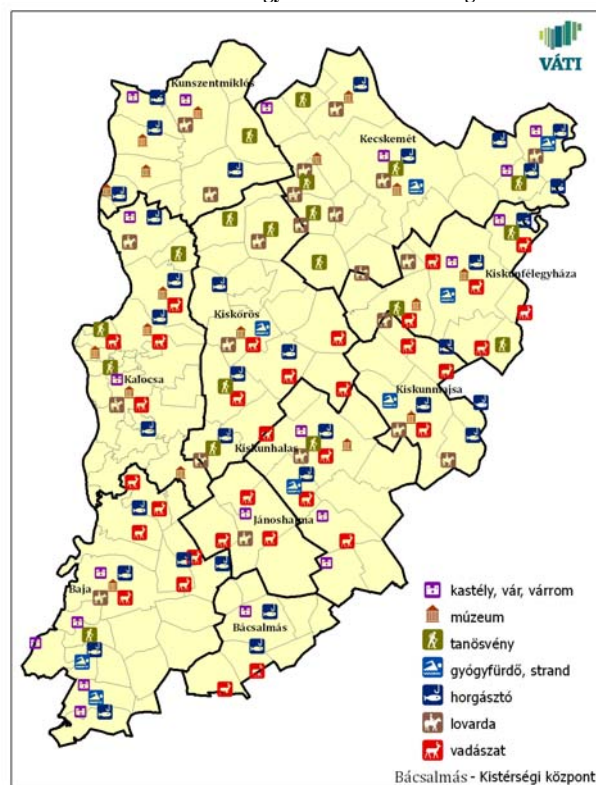 VÁTI
Kunszentmiklós
Kecskemét
Kiskunfélegyháza
Kiskőrös
Kalocsa
Kiskunmajsa
Kiskunhalas
Jánoshalma
Baja
Bácsalmás
kastély, vár, várrom
múzeum
tanösvény
gyógyfürdő, strand
horgásztó
lovarda
vadászat
Bácsalmás - Kistérségi központ